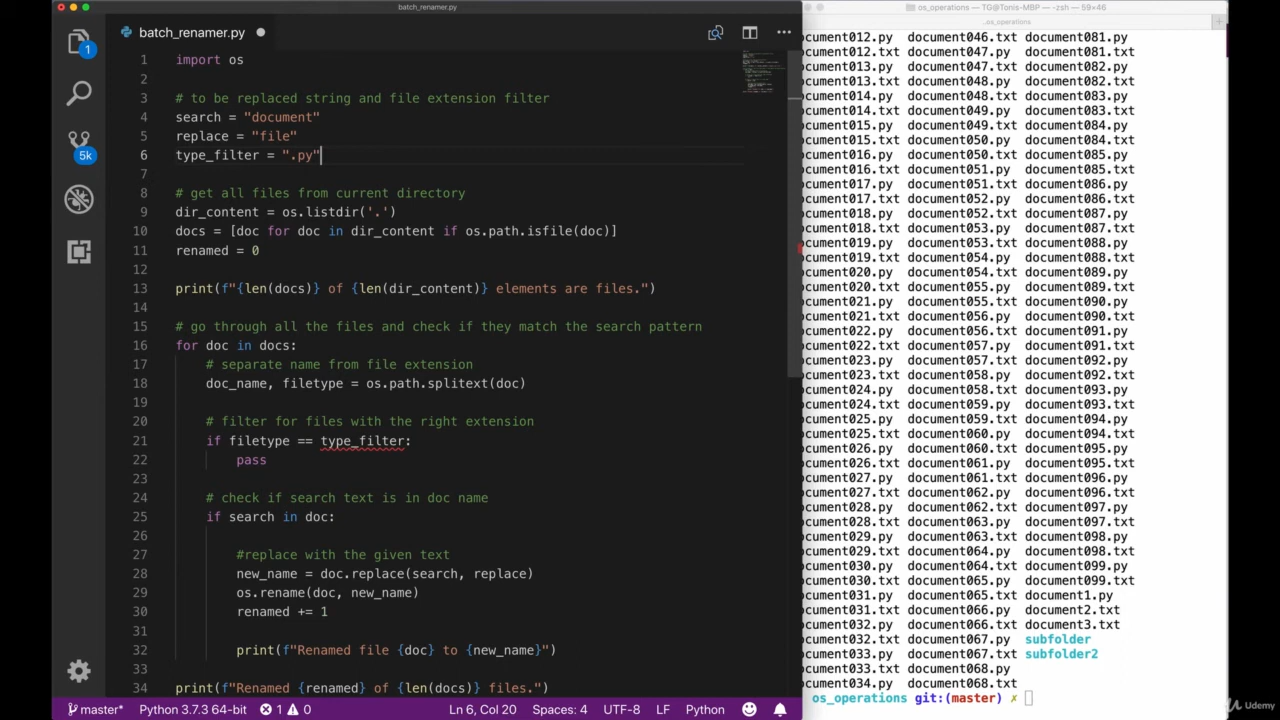 batch_renamer.py
os_operations — TG@Tonis-MBP — -zsh — 59×46
..os_operations
batch_renamer.py
1 import os
2
3 # to be replaced string and file extension filter
4 search = "document"
5 replace = "file"
6 type_filter = ".py"
7
8 # get all files from current directory
9 dir_content = os.listdir('.')
10 docs = [doc for doc in dir_content if os.path.isfile(doc)]
11 renamed = 0
12
13 print(f"{len(docs)} of {len(dir_content)} elements are files.")
14
15 # go through all the files and check if they match the search pattern
16 for doc in docs:
17 # separate name from file extension
18 doc_name, filetype = os.path.splitext(doc)
19
20 # filter for files with the right extension
21 if filetype == type_filter:
22 pass
23
24 # check if search text is in doc name
25 if search in doc:
26
27 #replace with the given text
28 new_name = doc.replace(search, replace)
29 os.rename(doc, new_name)
30 renamed += 1
31
32 print(f"Renamed file {doc} to {new_name}")
33
34 print(f"Renamed {renamed} of {len(docs)} files.")
1
5k
master* Python 3. Ln 6, Col 20 Spaces: 4 UTF-8 LF Python
ocument012.py document046.txt document081.py
ocument012.txt document047.py document081.txt
ocument013.py document047.txt document082.py
ocument013.txt document048.py document082.txt
ocument014.py document048.txt document083.py
ocument014.txt document049.py document083.txt
ocument015.py document049.txt document084.py
ocument015.txt document050.py document084.txt
ocument016.py document050.txt document085.py
ocument016.txt document051.py document085.txt
ocument017.py document051.txt document086.py
ocument017.txt document052.py document086.txt
ocument018.py document052.txt document087.py
ocument018.txt document053.py document087.txt
ocument019.py document053.txt document088.py
ocument019.txt document054.py document088.txt
ocument020.py document054.txt document089.py
ocument020.txt document055.py document089.txt
ocument021.py document055.txt document090.py
ocument021.txt document056.py document090.txt
ocument022.py document056.txt document091.py
ocument022.txt document057.py document091.txt
ocument023.py document057.txt document092.py
ocument023.txt document058.py document092.txt
ocument024.py document058.txt document093.py
ocument024.txt document059.py document093.txt
ocument025.py document059.txt document094.py
ocument025.txt document060.py document094.txt
ocument026.py document060.txt document095.py
ocument026.txt document061.py document095.txt
ocument027.py document061.txt document096.py
ocument027.txt document062.py document096.txt
ocument028.py document062.txt document097.py
ocument028.txt document063.py document097.txt
ocument029.py document063.txt document098.py
ocument029.txt document064.py document098.txt
ocument030.py document064.txt document099.py
ocument030.txt document065.py document099.txt
ocument031.py document065.txt document1.py
ocument031.txt document066.py document2.txt
ocument032.py document066.txt document3.txt
ocument032.txt document067.py subfolder
ocument033.py document067.txt subfolder2
ocument033.txt document068.py
ocument034.py document068.txt
os_operations git:(master) ✗
Udemy